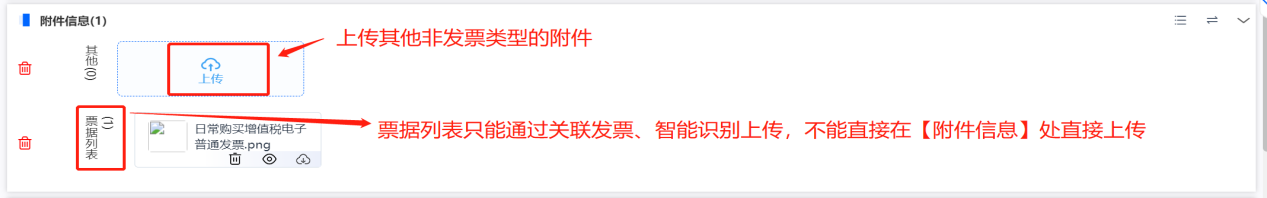 附件信息(1)
上传其他非发票类型的附件
其他(0)
上传
票据列表(1)
日常购买增值税电子
普通发票.png
票据列表只能通过关联发票、智能识别上传，不能直接在【附件信息】处直接上传